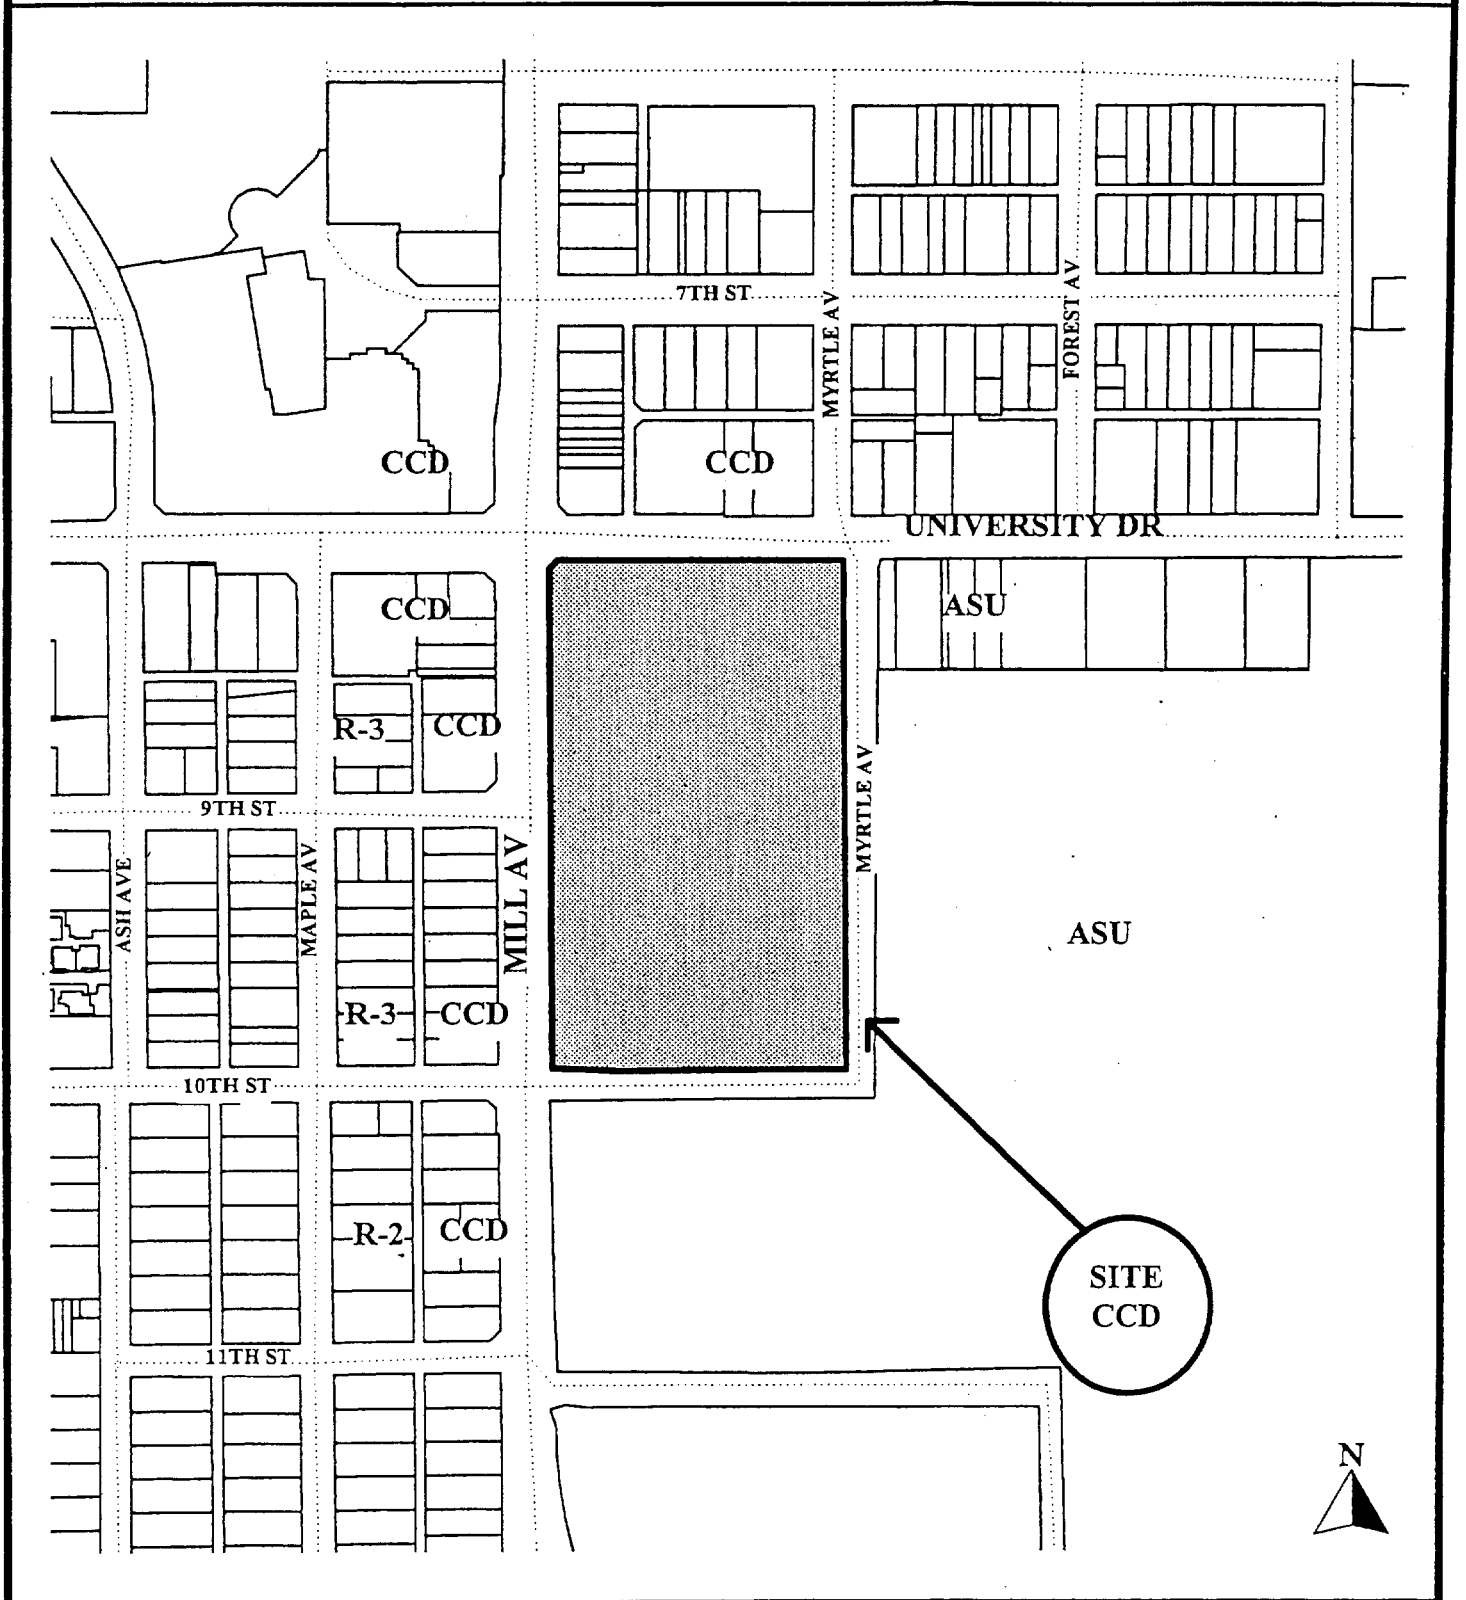 7TH ST
MYRTLE AV
FOREST AV
CCD
CCD
UNIVERSITY DR
CCD
ASU
R-3
CCD
9TH ST
MYRTLE AV
ASH AVE
MAPLE AV
MILL AV
ASU
R-3
CCD
10TH ST
R-2
CCD
SITE
CCD
11TH ST
N